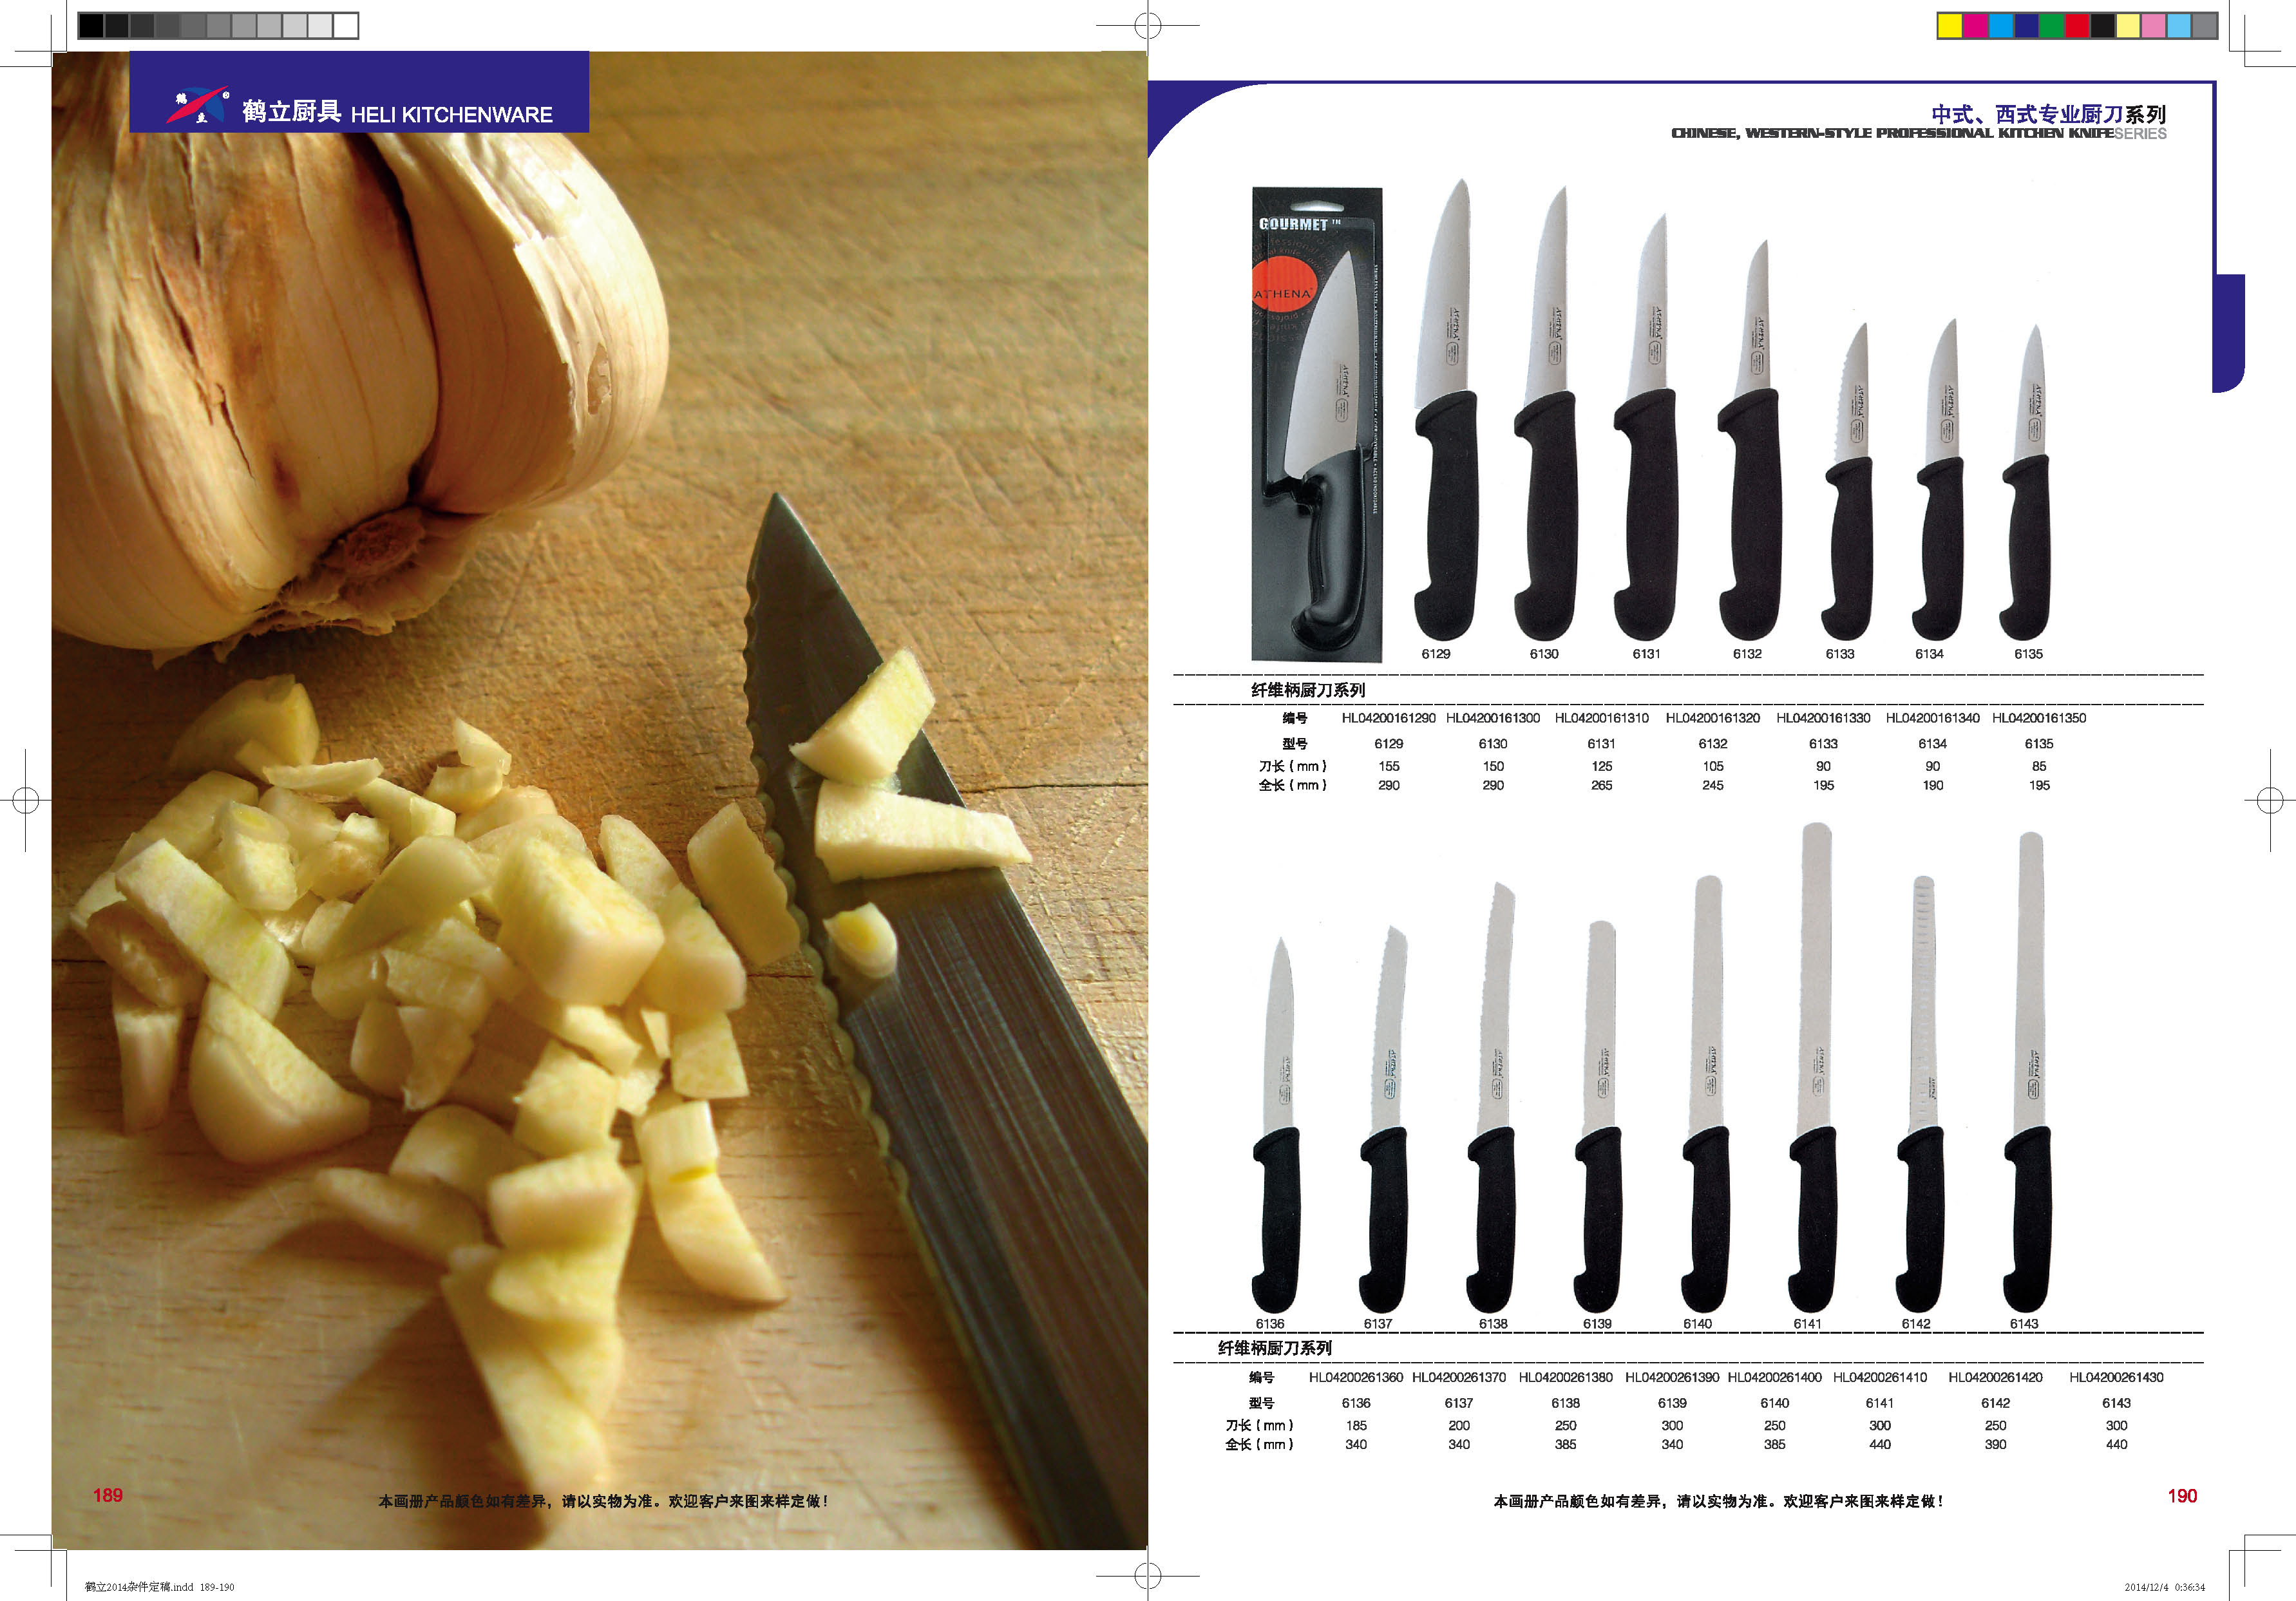 鹤立厨具 HELI KITCHENWARE
189
本画册产品颜色如有差异，请以实物为准。欢迎客户来图来样定做！
中式、西式专业厨刀系列
CHINESE, WESTERN-STYLE PROFESSIONAL KITCHEN KNIFE SERIES
GOURMET™
ATHENA
6129 6130 6131 6132 6133 6134 6135
纤维柄厨刀系列
编号 HL04200161290 HL04200161300 HL04200161310 HL04200161320 HL04200161330 HL04200161340 HL04200161350
型号 6129 6130 6131 6132 6133 6134 6135
刀长（mm） 155 150 125 105 90 90 85
全长（mm） 290 290 265 245 195 190 195
6136 6137 6138 6139 6140 6141 6142 6143
纤维柄厨刀系列
编号 HL04200261360 HL04200261370 HL04200261380 HL04200261390 HL04200261400 HL04200261410 HL04200261420 HL04200261430
型号 6136 6137 6138 6139 6140 6141 6142 6143
刀长（mm） 185 200 250 300 250 300 250 300
全长（mm） 340 340 385 340 385 440 390 440
本画册产品颜色如有差异，请以实物为准。欢迎客户来图来样定做！
190
鹤立2014杂件定稿.indd 189-190
2014/12/4 0:36:34